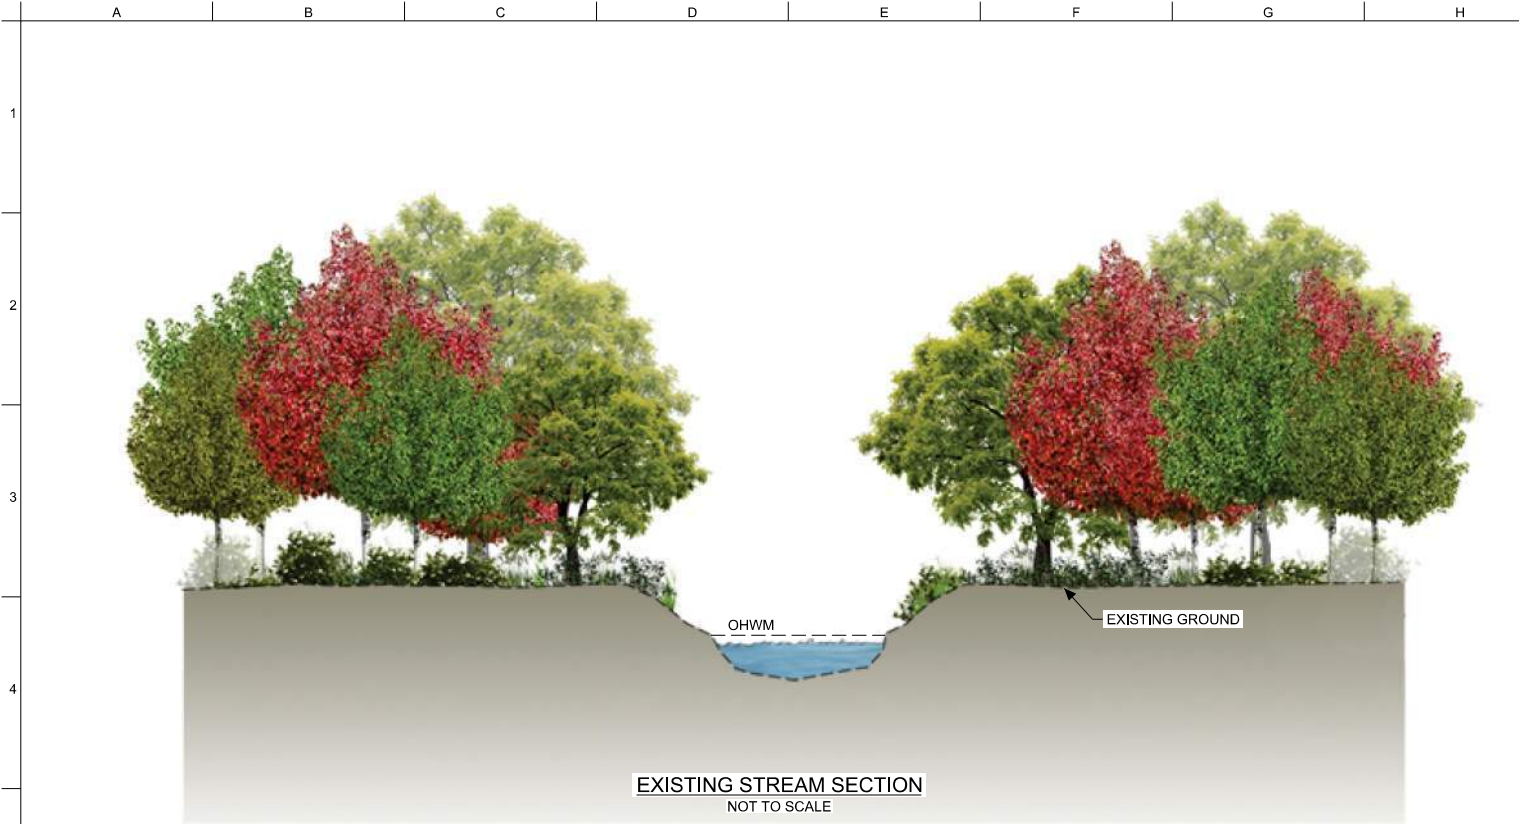 A B C D E F G H
1
2
3
OHWM
EXISTING GROUND
4
EXISTING STREAM SECTION
NOT TO SCALE